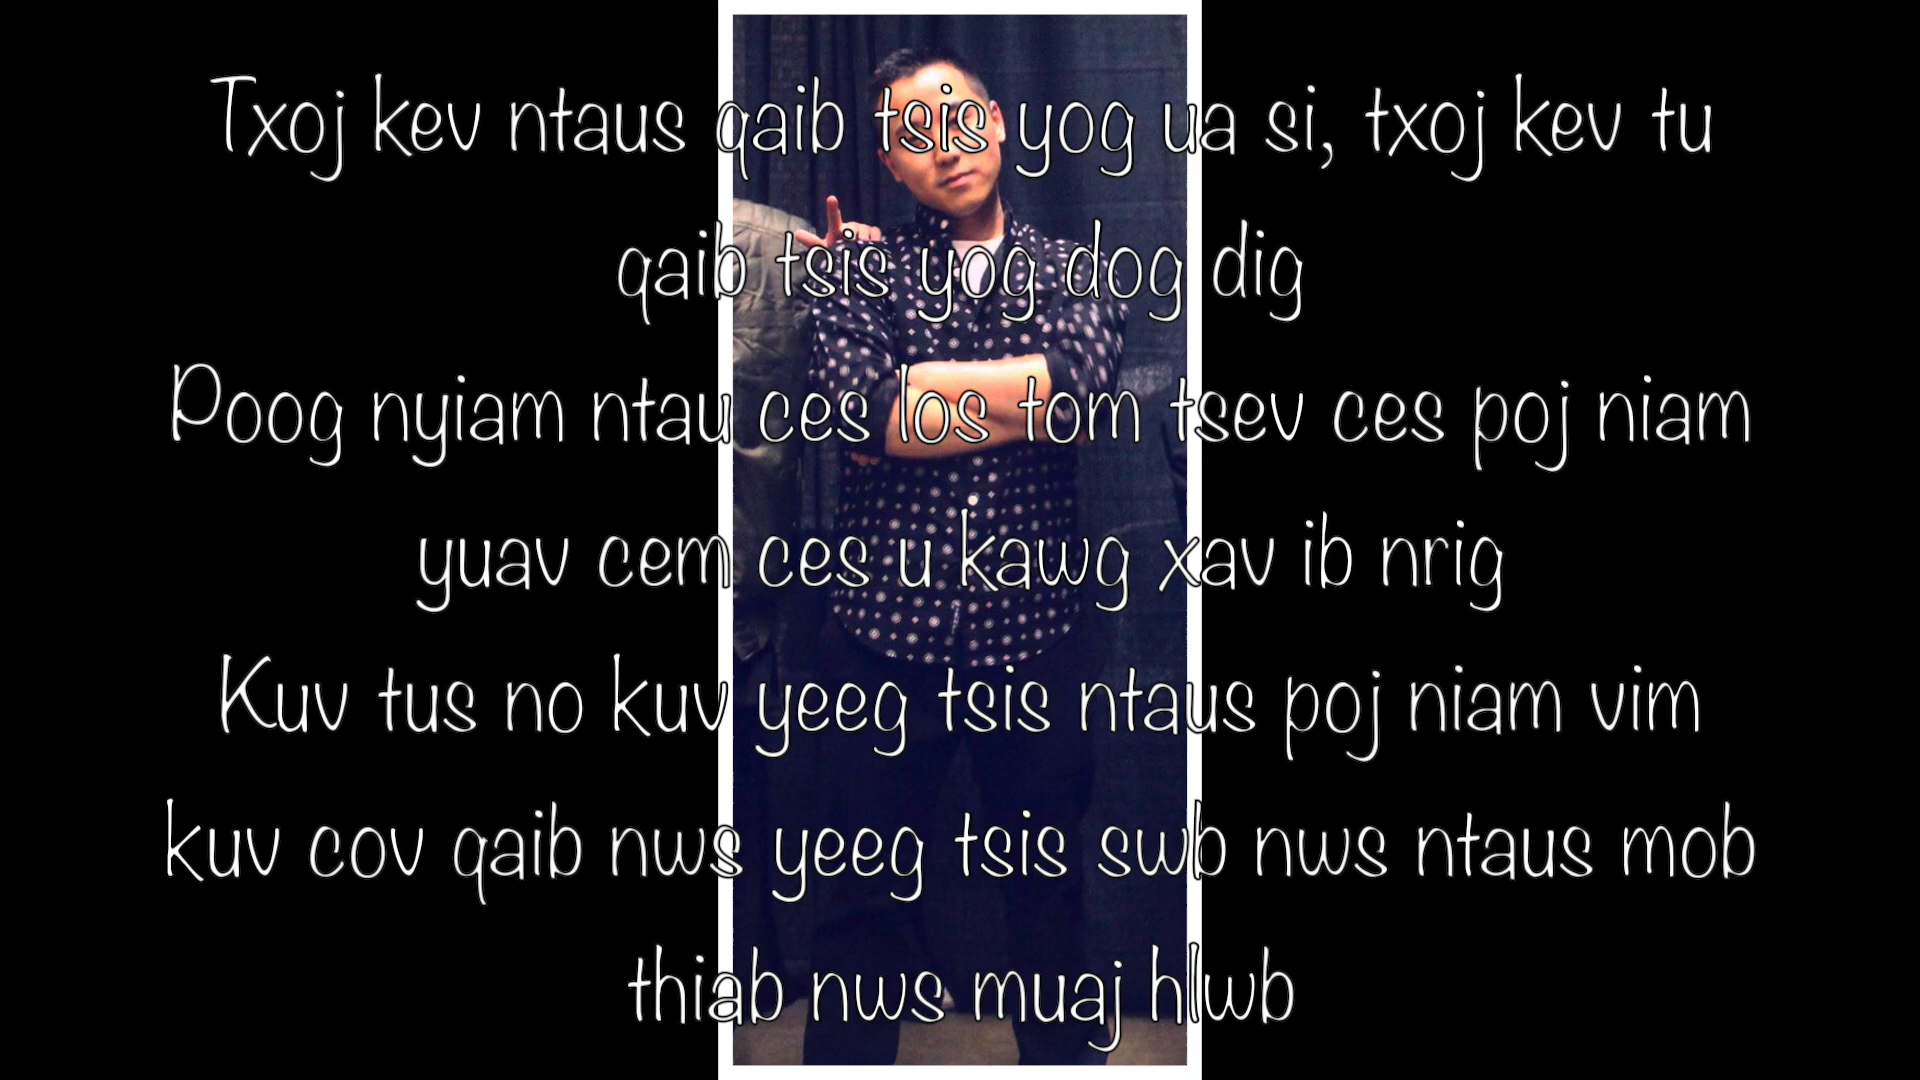 Txoj kev ntaus qaib tsis yog ua si, txoj kev tu
qaib tsis yog dog dig
Poog nyiam ntau ces los tom tsev ces poj niam
yuav cem ces u kawg xav ib nrig
Kuv tus no kuv yeeg tsis ntaus poj niam vim
kuv cov qaib nws yeeg tsis swb nws ntaus mob
thiab nws muaj hlwb